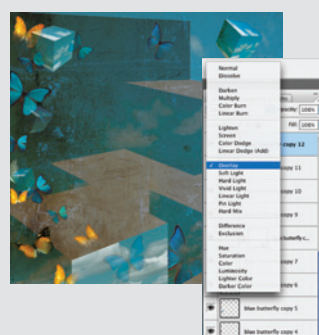 Normal
Dissolve
Darken
Multiply
Color Burn
Linear Burn
Lighten
Screen
Color Dodge
Linear Dodge (Add)
Overlay
Soft Light
Hard Light
Vivid Light
Linear Light
Pin Light
Hard Mix
Difference
Exclusion
Hue
Saturation
Color
Luminosity
Lighter Color
Darker Color
100%
Fill: 100%
copy 12
copy 11
copy 10
copy 9
butterfly c...
copy 7
copy 6
blue butterfly copy 5
blue butterfly copy 4